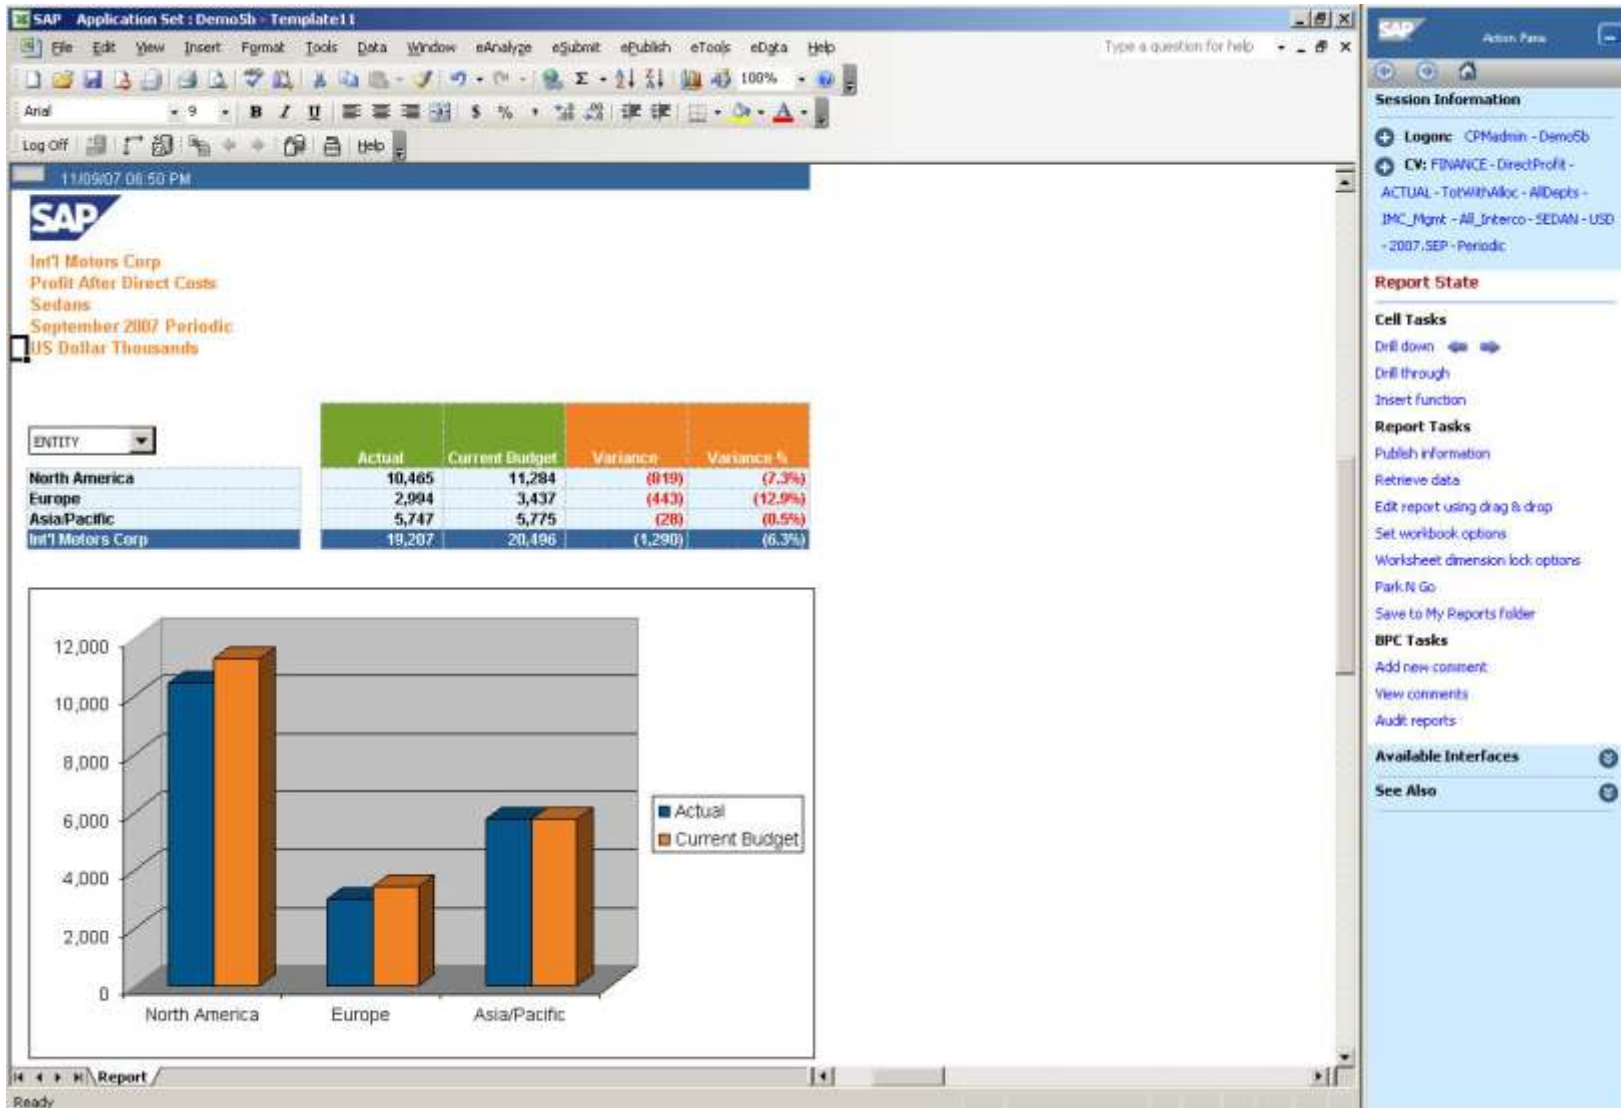 SAP Application Set : Demo5b - Template11
File Edit View Insert Format Tools Data Window eAnalyze eSubmit ePublish eTools eData Help
Type a question for help
100%
Arial 9 B I U $ % ,
Log Off Help
11/09/07 06:50 PM
SAP
Int'l Motors Corp
Profit After Direct Costs
Sedans
September 2007 Periodic
US Dollar Thousands
ENTITY
Actual Current Budget Variance Variance %
North America 10,465 11,284 (819) (7.3%)
Europe 2,994 3,437 (443) (12.9%)
Asia/Pacific 5,747 5,775 (28) (0.5%)
Int'l Motors Corp 19,207 20,496 (1,290) (6.3%)
12,000
10,000
8,000
6,000
4,000
2,000
0
North America Europe Asia/Pacific
Actual
Current Budget
Report
Ready
SAP Action Pane
Session Information
Logon: CPMadmin - Demo5b
CV: FINANCE - DirectProfit -
ACTUAL - TotWithAlloc - AllDepts -
IMC_Mgmt - All_Interco - SEDAN - USD
- 2007.SEP - Periodic
Report State
Cell Tasks
Drill down
Drill through
Insert function
Report Tasks
Publish information
Retrieve data
Edit report using drag & drop
Set workbook options
Worksheet dimension lock options
Park N Go
Save to My Reports folder
BPC Tasks
Add new comment
View comments
Audit reports
Available Interfaces
See Also